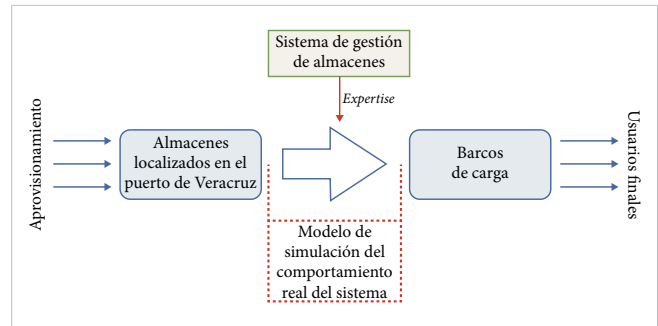 Sistema de gestión
de almacenes
Expertise
Aprovisionamiento
Almacenes
localizados en el
puerto de Veracruz
Barcos
de carga
Usuarios finales
Modelo de
simulación del
comportamiento
real del sistema